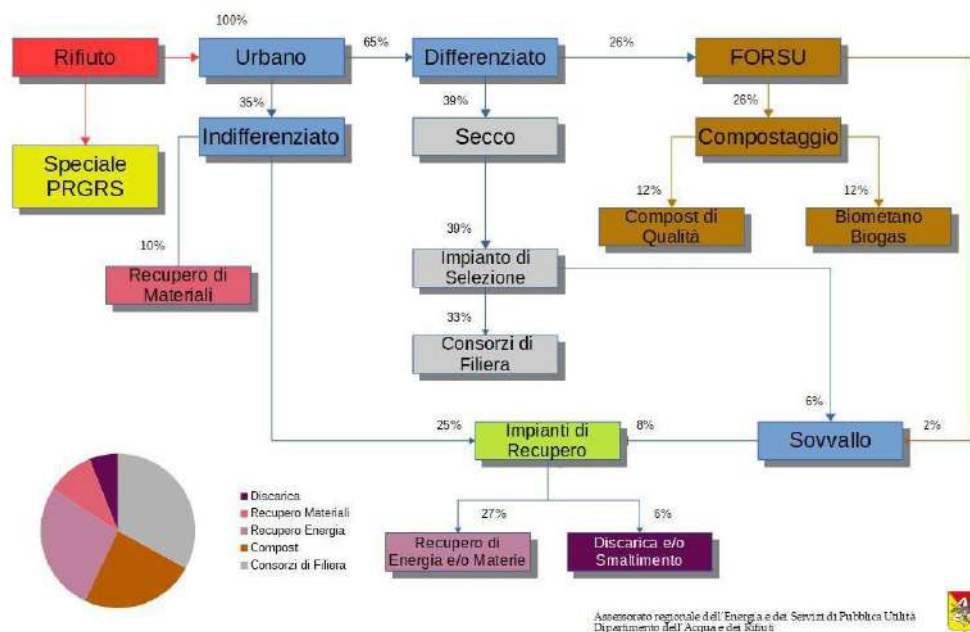 100%
Rifiuto
Urbano
65%
Differenziato
26%
FORSU
35%
39%
26%
Indifferenziato
Secco
Compostaggio
Speciale
PRGRS
12%
12%
Compost di
Qualità
Biometano
Biogas
10%
39%
Recupero di
Materiali
Impianto di
Selezione
33%
Consorzi di
Filiera
6%
25%
Impianti di
Recupero
8%
Sovvallo
2%
Discarica
Recupero Materiali
Recupero Energia
Compost
Consorzi di Filiera
27%
6%
Recupero di
Energia e/o Materie
Discarica e/o
Smaltimento
Assessorato regionale dell'Energia e dei Servizi di Pubblica Utilità
Dipartimento dell'Acqua e dei Rifiuti